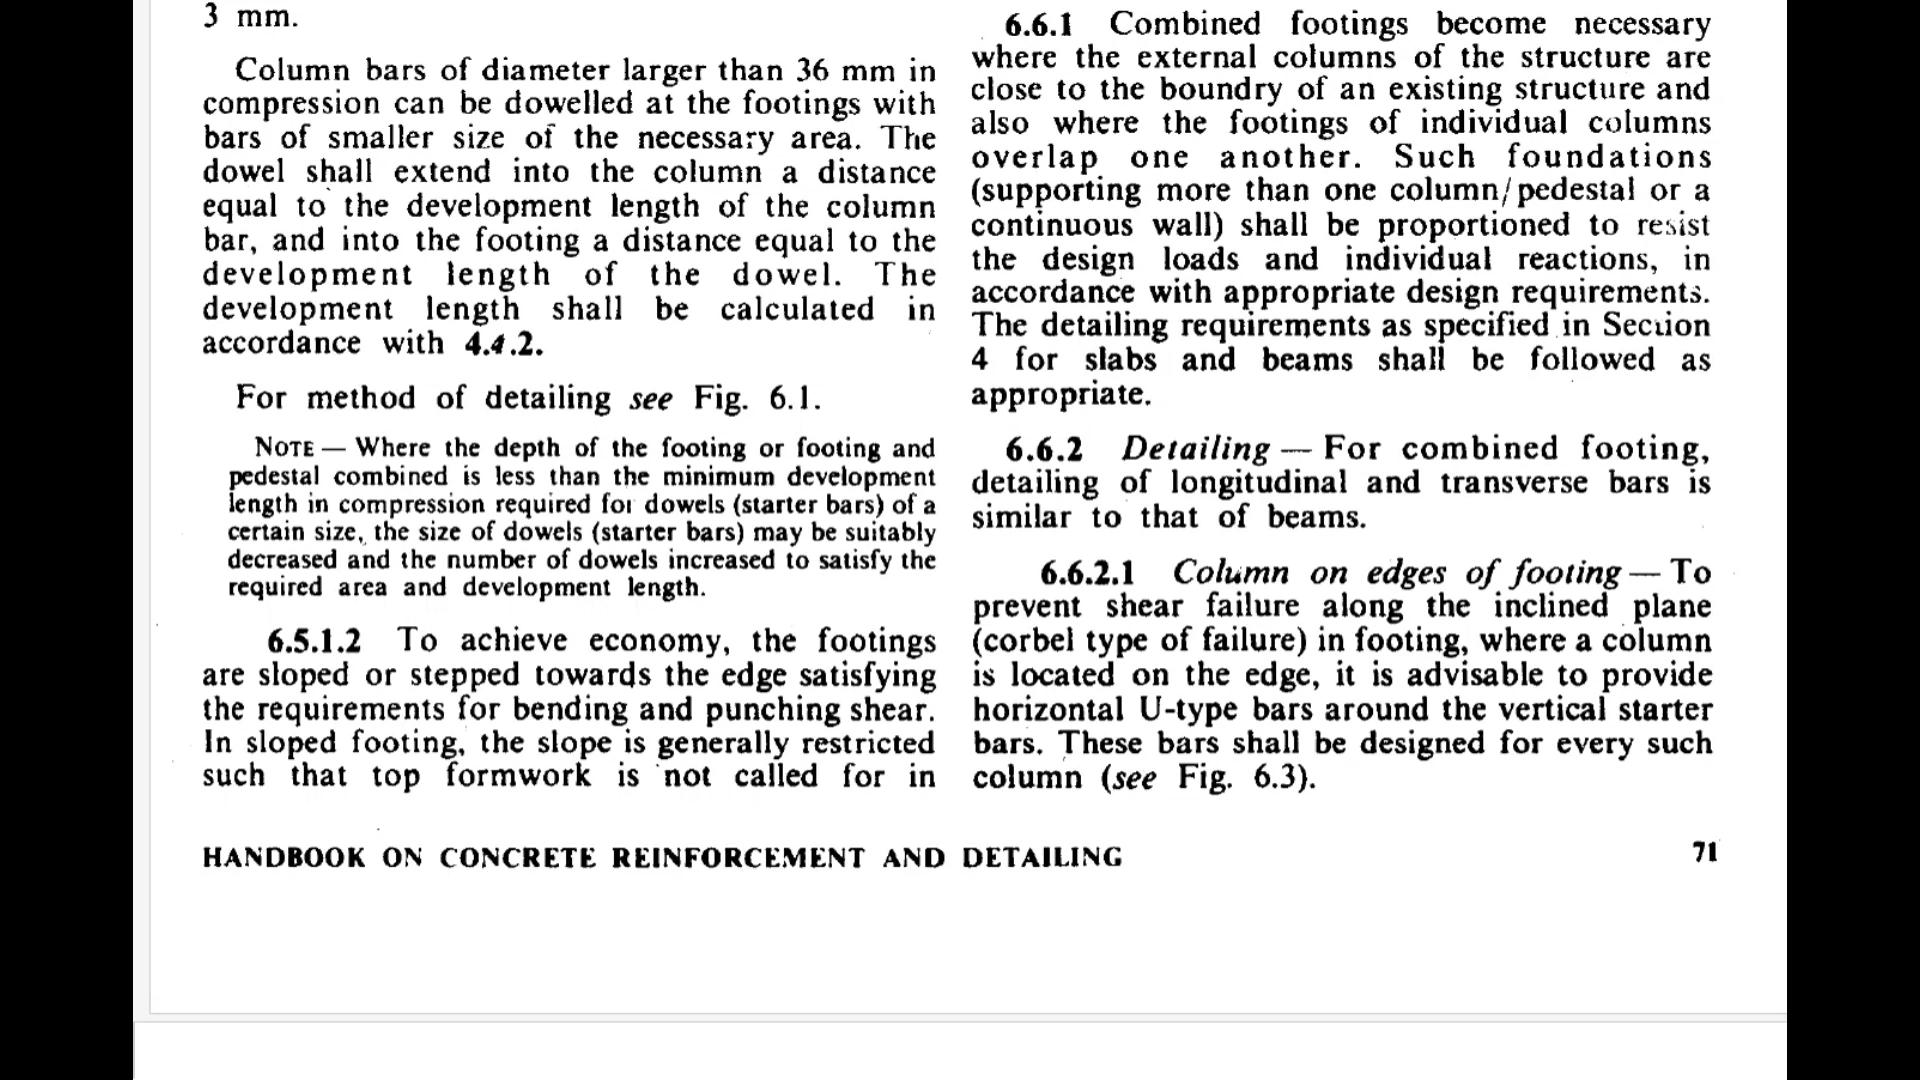 3 mm.
Column bars of diameter larger than 36 mm in
compression can be dowelled at the footings with
bars of smaller size of the necessary area. The
dowel shall extend into the column a distance
equal to the development length of the column
bar, and into the footing a distance equal to the
development length of the dowel. The
development length shall be calculated in
accordance with 4.4.2.
For method of detailing see Fig. 6.1.
NOTE — Where the depth of the footing or footing and
pedestal combined is less than the minimum development
length in compression required for dowels (starter bars) of a
certain size, the size of dowels (starter bars) may be suitably
decreased and the number of dowels increased to satisfy the
required area and development length.
6.5.1.2 To achieve economy, the footings
are sloped or stepped towards the edge satisfying
the requirements for bending and punching shear.
In sloped footing, the slope is generally restricted
such that top formwork is not called for in
6.6.1 Combined footings become necessary
where the external columns of the structure are
close to the boundry of an existing structure and
also where the footings of individual columns
overlap one another. Such foundations
(supporting more than one column/pedestal or a
continuous wall) shall be proportioned to resist
the design loads and individual reactions, in
accordance with appropriate design requirements.
The detailing requirements as specified in Section
4 for slabs and beams shall be followed as
appropriate.
6.6.2 Detailing — For combined footing,
detailing of longitudinal and transverse bars is
similar to that of beams.
6.6.2.1 Column on edges of footing — To
prevent shear failure along the inclined plane
(corbel type of failure) in footing, where a column
is located on the edge, it is advisable to provide
horizontal U-type bars around the vertical starter
bars. These bars shall be designed for every such
column (see Fig. 6.3).
HANDBOOK ON CONCRETE REINFORCEMENT AND DETAILING
71